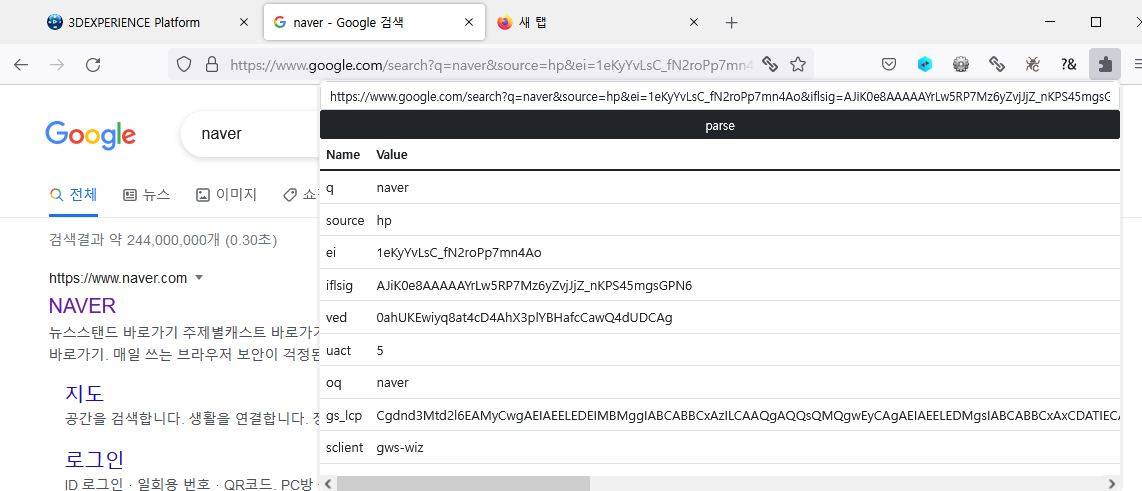 3DEXPERIENCE Platform
naver - Google 검색
새 탭
https://www.google.com/search?q=naver&source=hp&ei=1eKyYvLsC_fN2roPp7mn4
?&
https://www.google.com/search?q=naver&source=hp&ei=1eKyYvLsC_fN2roPp7mn4Ao&iflsig=AJiK0e8AAAAAYrLw5RP7Mz6yZvjJjZ_nKPS45mgsG
parse
Google
naver
Name Value
q naver
전체 뉴스 이미지
source hp
검색결과 약 244,000,000개 (0.30초)
ei 1eKyYvLsC_fN2roPp7mn4Ao
https://www.naver.com
iflsig AJiK0e8AAAAAYrLw5RP7Mz6yZvjJjZ_nKPS45mgsGPN6
NAVER
ved 0ahUKEwiyq8at4cD4AhX3plYBHafcCawQ4dUDCAg
뉴스스탠드 바로가기 주제별캐스트 바로가기
바로가기. 매일 쓰는 브라우저 보안이 걱정된
uact 5
oq naver
지도
공간을 검색합니다. 생활을 연결합니다.
gs_lcp Cgdnd3Mtd2l6EAMyCwgAEIAEELEDEIMBMggIABCABBCxAzILCAAQgAQQsQMQgwEyCAgAEIAEELEDMgsIABCABBCxAxCDATIECA
sclient gws-wiz
로그인
ID 로그인 · 일회용 번호 · QR코드. PC방